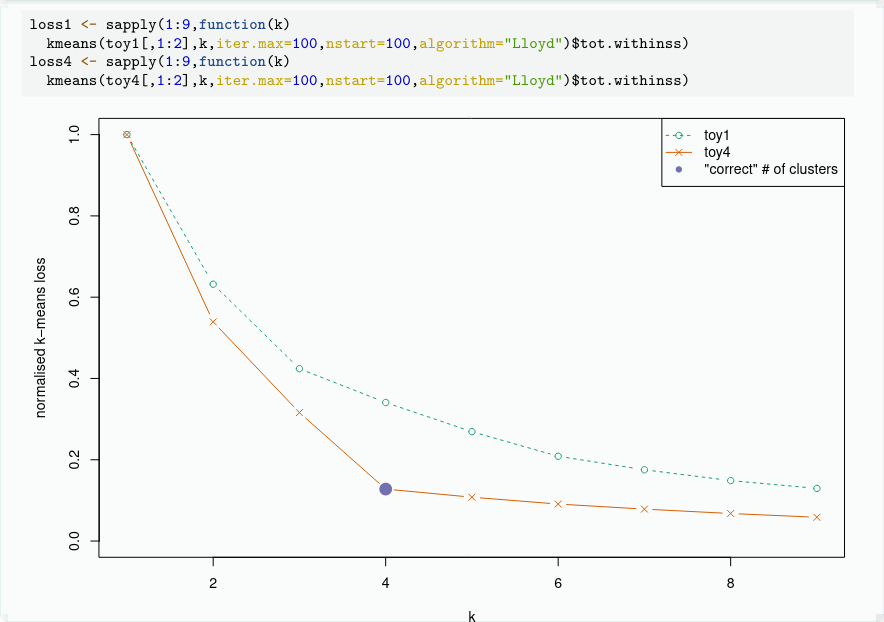 loss1 <- sapply(1:9,function(k)
  kmeans(toy1[,1:2],k,iter.max=100,nstart=100,algorithm="Lloyd")$tot.withinss)
loss4 <- sapply(1:9,function(k)
  kmeans(toy4[,1:2],k,iter.max=100,nstart=100,algorithm="Lloyd")$tot.withinss)
toy1
toy4
"correct" # of clusters
normalised k−means loss
1.0
0.8
0.6
0.4
0.2
0.0
2 4 6 8
k